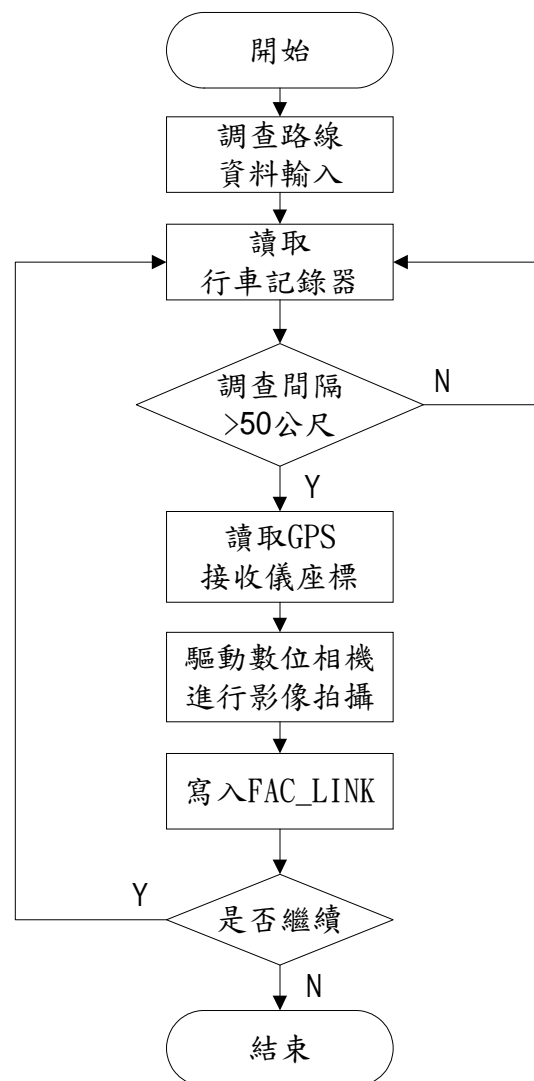 開始
調查路線
資料輸入
讀取
行車記錄器
調查間隔
>50公尺
N
Y
讀取GPS
接收儀座標
驅動數位相機
進行影像拍攝
寫入FAC_LINK
Y
是否繼續
N
結束